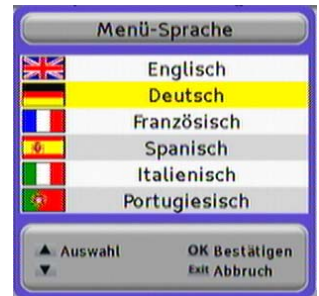 Menü-Sprache
Englisch
Deutsch
Französisch
Spanisch
Italienisch
Portugiesisch
Auswahl OK Bestätigen
Exit Abbruch